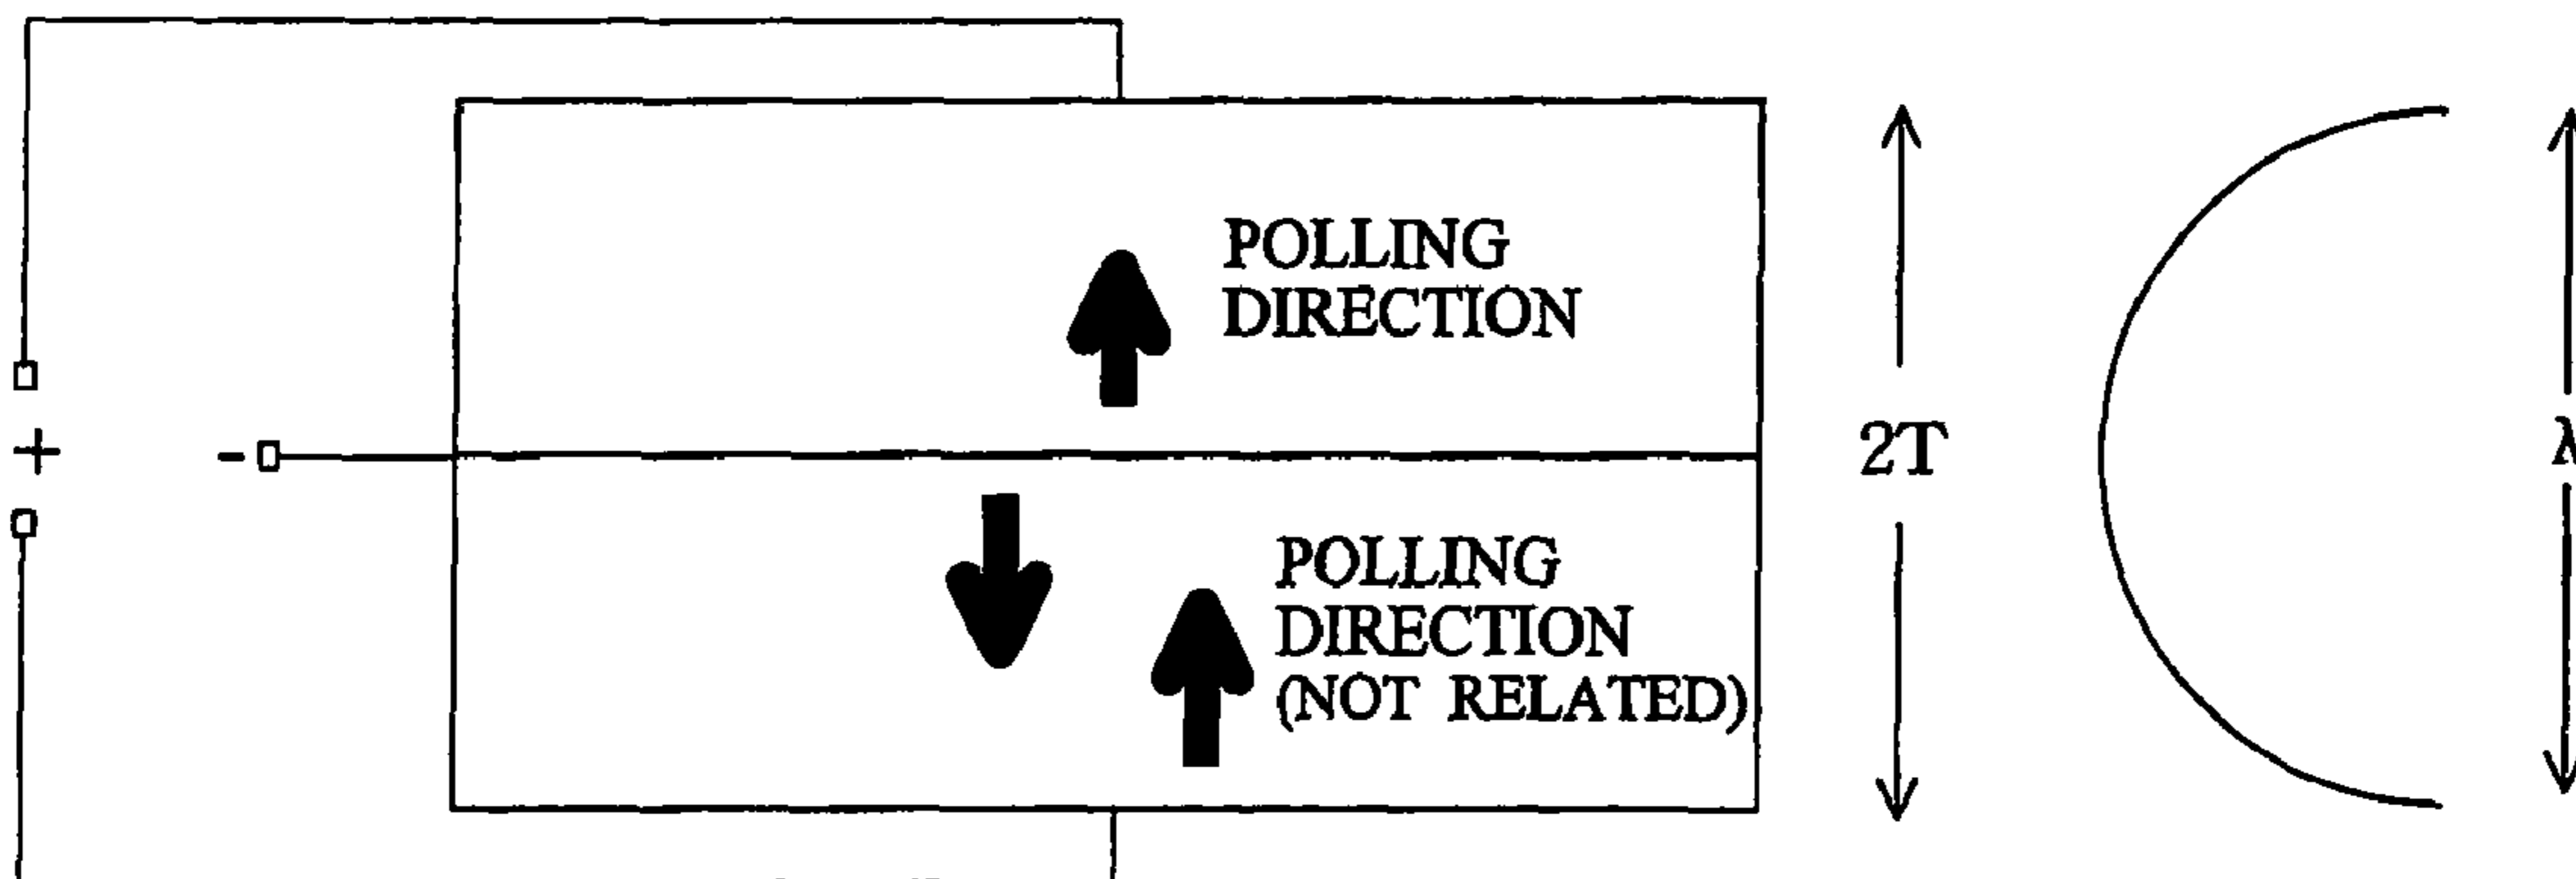 POLLING
DIRECTION
+
-
2T
λ
POLLING
DIRECTION
(NOT RELATED)